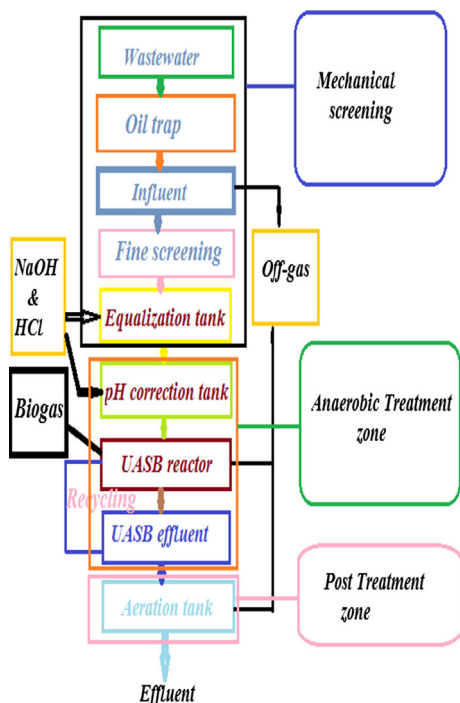 Wastewater
Mechanical
screening
Oil trap
Influent
Fine screening
Off-gas
NaOH
&
HCl
Equalization tank
pH correction tank
Biogas
Anaerobic Treatment
zone
UASB reactor
Recycling
UASB effluent
Aeration tank
Post Treatment
zone
Effluent